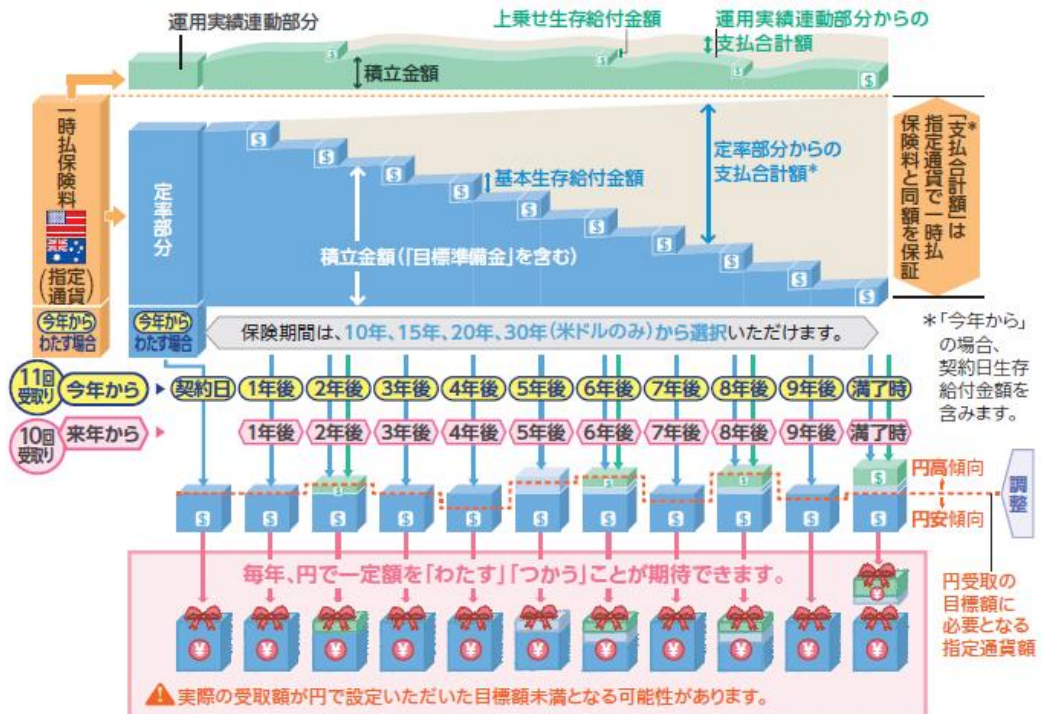 運用実績連動部分
上乗せ生存給付金額
運用実績連動部分からの
支払合計額
積立金額
$
$
$
$
一時払保険料
(指定
通貨)
今年から
わたす場合
定率部分
今年から
わたす場合
$
$
$
$
$
$
$
$
$
$
基本生存給付金額
定率部分からの
支払合計額*
積立金額(「目標準備金」を含む)
「支払合計額」*は
指定通貨で一時払
保険料と同額を保証
保険期間は、10年、15年、20年、30年(米ドルのみ)から選択いただけます。
*「今年から」
の場合、
契約日生存
給付金額を
含みます。
11回
受取り
今年から
契約日 1年後 2年後 3年後 4年後 5年後 6年後 7年後 8年後 9年後 満了時
10回
受取り
来年から
1年後 2年後 3年後 4年後 5年後 6年後 7年後 8年後 9年後 満了時
$ $ $ $
$ $ $ $ $ $ $ $ $ $ $
円高傾向
円安傾向
調整
円受取の
目標額に
必要となる
指定通貨額
毎年、円で一定額を「わたす」「つかう」ことが期待できます。
¥
¥ ¥ ¥ ¥ ¥ ¥ ¥ ¥ ¥ ¥ ¥
実際の受取額が円で設定いただいた目標額未満となる可能性があります。